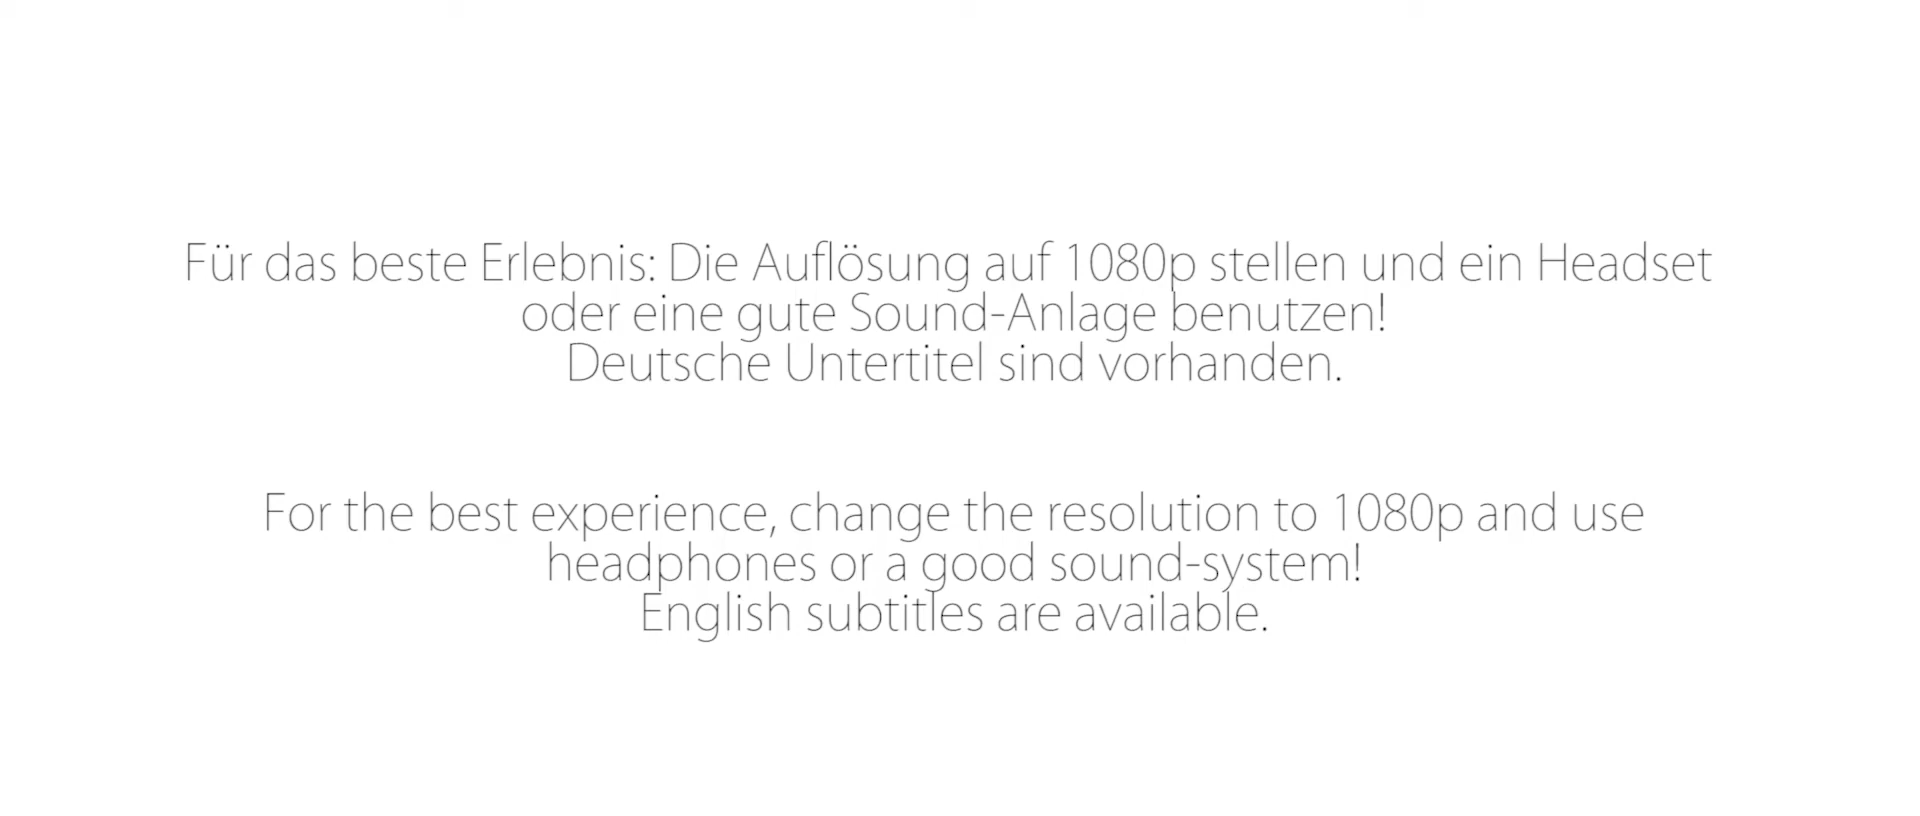 Für das beste Erlebnis: Die Auflösung auf 1080p stellen und ein Headset
oder eine gute Sound-Anlage benutzen!
Deutsche Untertitel sind vorhanden.
For the best experience, change the resolution to 1080p and use
headphones or a good sound-system!
English subtitles are available.